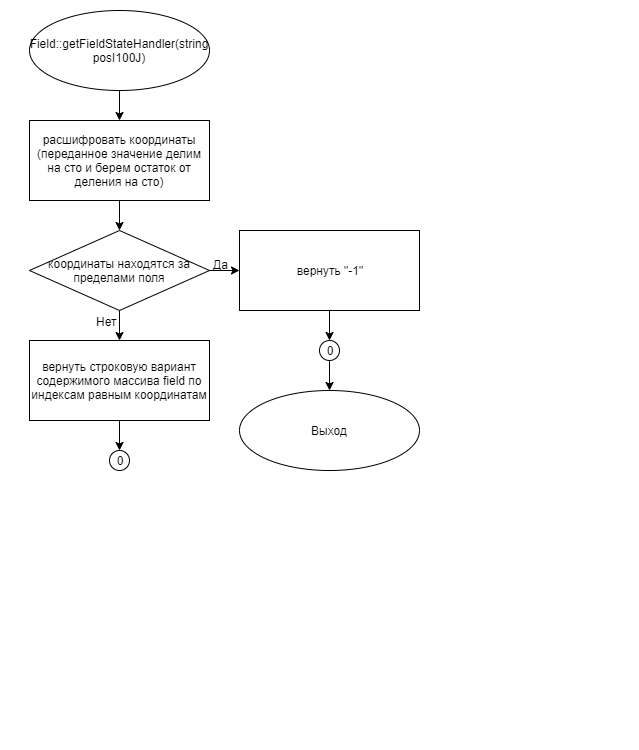 Field::getFieldStateHandler(string
posI100J)
расшифровать координаты
(переданное значение делим
на сто и берем остаток от
деления на сто)
координаты находятся за
пределами поля
Да
вернуть "-1"
Нет
0
вернуть строковую вариант
содержимого массива field по
индексам равным координатам
Выход
0